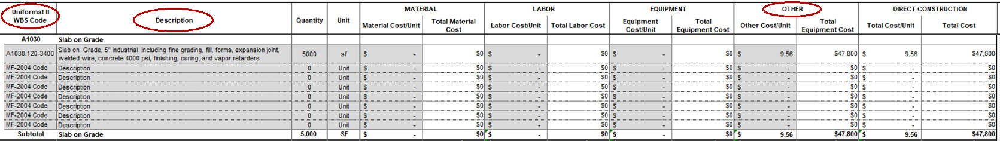 MATERIAL LABOR EQUIPMENT OTHER DIRECT CONSTRUCTION
Uniformat II WBS Code Description Quantity Unit Material Cost/Unit Total Material Cost Labor Cost/Unit Total Labor Cost Equipment Cost/Unit Total Equipment Cost Other Cost/Unit Total Equipment Cost Total Cost/Unit Total Cost
A1030 Slab on Grade
A1030.120-3400 Slab on Grade, 5" industrial including fine grading, fill, forms, expansion joint, welded wire, concrete 4000 psi, finishing, curing, and vapor retarders 5000 sf $ - $0 $ - $0 $ - $0 $ 9.56 $47,800 $ 9.56 $47,800
MF-2004 Code Description 0 Unit $ - $0 $ - $0 $ - $0 $ - $0 $ - $0
MF-2004 Code Description 0 Unit $ - $0 $ - $0 $ - $0 $ - $0 $ - $0
MF-2004 Code Description 0 Unit $ - $0 $ - $0 $ - $0 $ - $0 $ - $0
MF-2004 Code Description 0 Unit $ - $0 $ - $0 $ - $0 $ - $0 $ - $0
MF-2004 Code Description 0 Unit $ - $0 $ - $0 $ - $0 $ - $0 $ - $0
MF-2004 Code Description 0 Unit $ - $0 $ - $0 $ - $0 $ - $0 $ - $0
MF-2004 Code Description 0 Unit $ - $0 $ - $0 $ - $0 $ - $0 $ - $0
Subtotal Slab on Grade 5,000 SF $ - $0 $ - $0 $ - $0 $ 9.56 $47,800 $ 9.56 $47,800